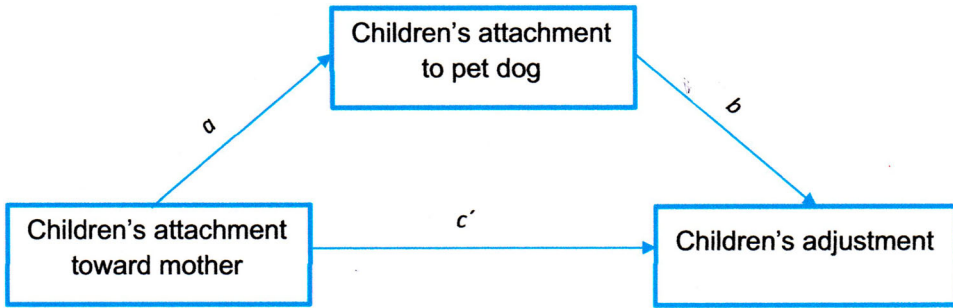 Children’s attachment
to pet dog
a
b
Children’s attachment
toward mother
c´
Children’s adjustment